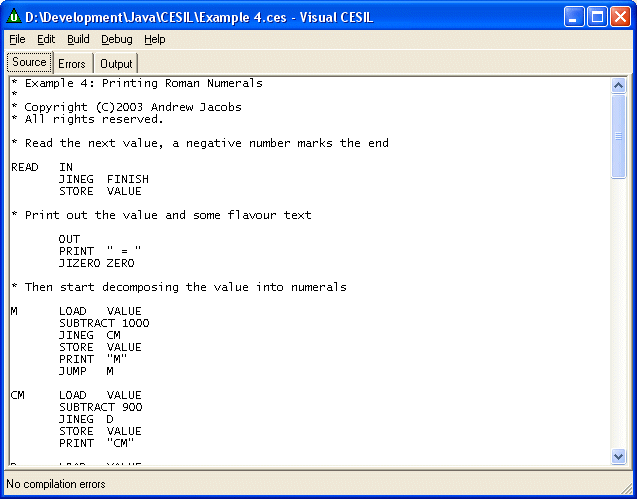 D:\Development\Java\CESIL\Example 4.ces - Visual CESIL
File Edit Build Debug Help
Source Errors Output
* Example 4: Printing Roman Numerals
*
* Copyright (C)2003 Andrew Jacobs
* All rights reserved.
* Read the next value, a negative number marks the end
READ IN
JINEG FINISH
STORE VALUE
* Print out the value and some flavour text
OUT
PRINT " = "
JIZERO ZERO
* Then start decomposing the value into numerals
M LOAD VALUE
SUBTRACT 1000
JINEG CM
STORE VALUE
PRINT "M"
JUMP M
CM LOAD VALUE
SUBTRACT 900
JINEG D
STORE VALUE
PRINT "CM"
No compilation errors